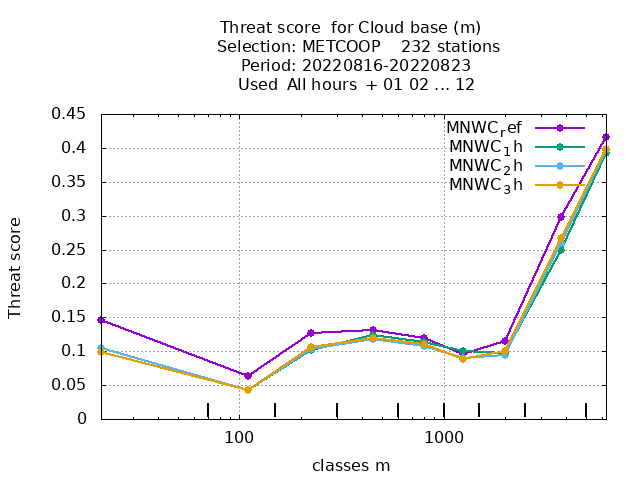 Threat score  for Cloud base (m)
Selection: METCOOP    232 stations
Period: 20220816-20220823
Used  All hours  + 01 02 ... 12
0.45
0.4
0.35
0.3
0.25
0.2
0.15
0.1
0.05
0
Threat score
MNWC_ref
MNWC_1h
MNWC_2h
MNWC_3h
100
1000
classes m